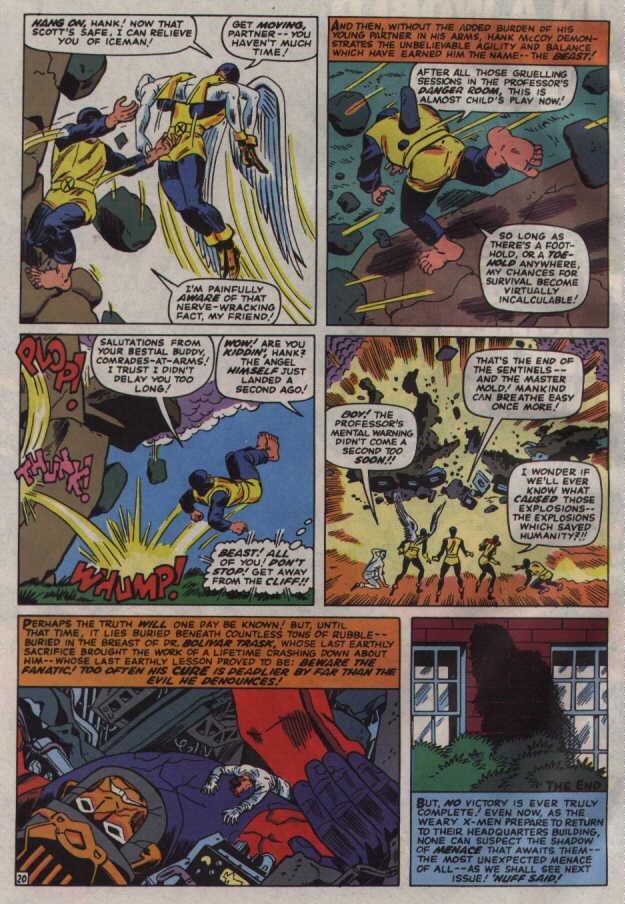 HANG ON, HANK! NOW THAT
SCOTT'S SAFE, I CAN RELIEVE
YOU OF ICEMAN!
GET MOVING,
PARTNER--YOU
HAVEN'T MUCH
TIME!
I'M PAINFULLY
AWARE OF THAT
NERVE-WRACKING
FACT, MY FRIEND!
AND THEN, WITHOUT THE ADDED BURDEN OF HIS
YOUNG PARTNER IN HIS ARMS, HANK McCOY DEMON-
STRATES THE UNBELIEVABLE AGILITY AND BALANCE
WHICH HAVE EARNED HIM THE NAME--THE BEAST!
AFTER ALL THOSE GRUELLING
SESSIONS IN THE PROFESSOR'S
DANGER ROOM, THIS IS
ALMOST CHILD'S PLAY NOW!
SO LONG AS
THERE'S A FOOT-
HOLD, OR A TOE-
HOLD ANYWHERE,
MY CHANCES FOR
SURVIVAL BECOME
VIRTUALLY
INCALCULABLE!
PLOP!
THUNK!
WHUMP!
SALUTATIONS FROM
YOUR BESTIAL BUDDY,
COMRADES-AT-ARMS!
I TRUST I DIDN'T
DELAY YOU TOO
LONG!
WOW! ARE YOU
KIDDIN', HANK?
THE ANGEL
HIMSELF JUST
LANDED A
SECOND AGO!
BEAST! ALL
OF YOU! DON'T
STOP! GET AWAY
FROM THE CLIFF!!
BOY! THE
PROFESSOR'S
MENTAL WARNING
DIDN'T COME A
SECOND TOO
SOON!!
THAT'S THE END OF
THE SENTINELS--
AND THE MASTER
MOLD! MANKIND
CAN BREATHE EASY
ONCE MORE!
I WONDER IF
WE'LL EVER
KNOW WHAT
CAUSED THOSE
EXPLOSIONS--
THE EXPLOSIONS
WHICH SAVED
HUMANITY?!!
PERHAPS THE TRUTH WILL ONE DAY BE KNOWN! BUT, UNTIL
THAT TIME, IT LIES BURIED BENEATH COUNTLESS TONS OF RUBBLE--
BURIED IN THE BREAST OF DR. BOLIVAR TRASK, WHOSE LAST EARTHLY
SACRIFICE BROUGHT THE WORK OF A LIFETIME CRASHING DOWN ABOUT
HIM--WHOSE LAST EARTHLY LESSON PROVED TO BE: BEWARE THE
FANATIC! TOO OFTEN HIS CURE IS DEADLIER BY FAR THAN THE
EVIL HE DENOUNCES!
20
THE END
BUT, NO VICTORY IS EVER TRULY
COMPLETE! EVEN NOW, AS THE
WEARY X-MEN PREPARE TO RETURN
TO THEIR HEADQUARTERS BUILDING,
NONE CAN SUSPECT THE SHADOW
OF MENACE THAT AWAITS THEM--
THE MOST UNEXPECTED MENACE
OF ALL--AS WE SHALL SEE NEXT
ISSUE! 'NUFF SAID!